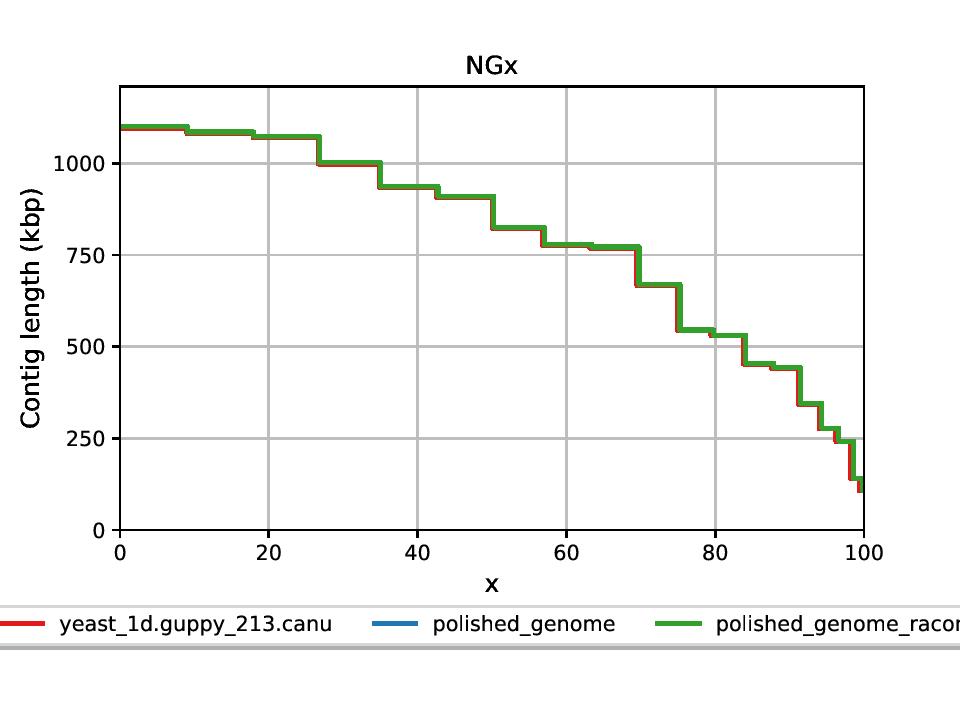 NGx
Contig length (kbp)
1000
750
500
250
0
0 20 40 60 80 100
x
yeast_1d.guppy_213.canu polished_genome polished_genome_racon